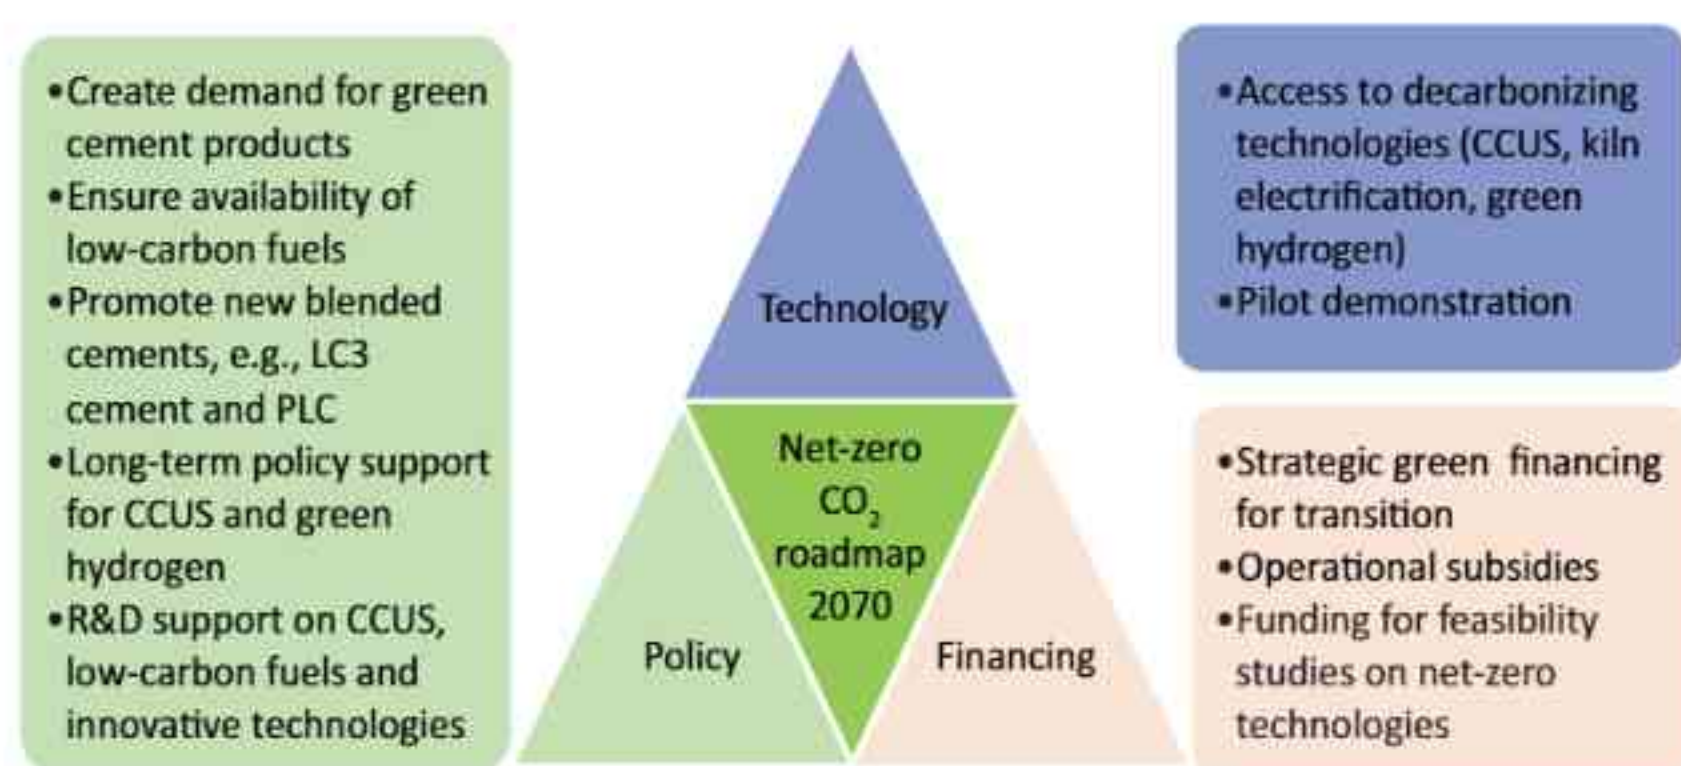 •Create demand for green
cement products
•Ensure availability of
low-carbon fuels
•Promote new blended
cements, e.g., LC3
cement and PLC
•Long-term policy support
for CCUS and green
hydrogen
•R&D support on CCUS,
low-carbon fuels and
innovative technologies
Technology
Net-zero
CO₂
roadmap
2070
Policy
Financing
•Access to decarbonizing
technologies (CCUS, kiln
electrification, green
hydrogen)
•Pilot demonstration
•Strategic green financing
for transition
•Operational subsidies
•Funding for feasibility
studies on net-zero
technologies